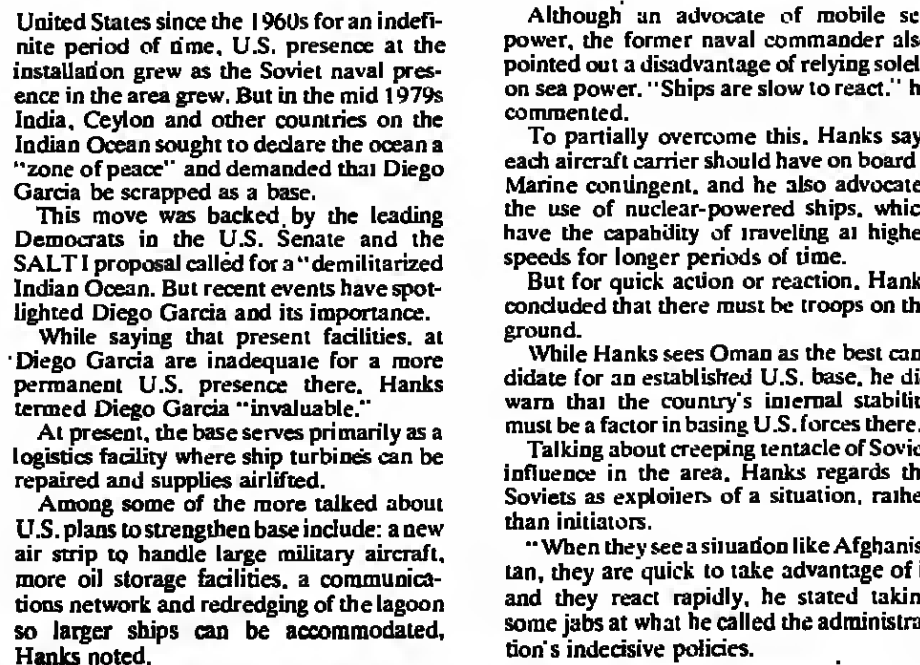 United States since the 1960s for an indefi-
nite period of time, U.S. presence at the
installation grew as the Soviet naval pres-
ence in the area grew. But in the mid 1979s
India, Ceylon and other countries on the
Indian Ocean sought to declare the ocean a
"zone of peace" and demanded that Diego
Garcia be scrapped as a base.
This move was backed by the leading
Democrats in the U.S. Senate and the
SALT I proposal called for a "demilitarized
Indian Ocean. But recent events have spot-
lighted Diego Garcia and its importance.
While saying that present facilities. at
Diego Garcia are inadequate for a more
permanent U.S. presence there. Hanks
termed Diego Garcia "invaluable."
At present, the base serves primarily as a
logistics facility where ship turbines can be
repaired and supplies airlifted.
Among some of the more talked about
U.S. plans to strengthen base include: a new
air strip to handle large military aircraft,
more oil storage facilities, a communica-
tions network and redredging of the lagoon
so larger ships can be accommodated,
Hanks noted.
Although an advocate of mobile se
power, the former naval commander als
pointed out a disadvantage of relying solel
on sea power. "Ships are slow to react." h
commented.
To partially overcome this. Hanks say
each aircraft carrier should have on board
Marine contingent, and he also advocate
the use of nuclear-powered ships, whic
have the capability of traveling at highe
speeds for longer periods of time.
But for quick action or reaction. Hank
concluded that there must be troops on th
ground.
While Hanks sees Oman as the best can
didate for an established U.S. base, he di
warn that the country's internal stabilit
must be a factor in basing U.S. forces there.
Talking about creeping tentacle of Sovie
influence in the area, Hanks regards th
Soviets as exploiters of a situation, rathe
than initiators.
"When they see a situation like Afghanis
tan, they are quick to take advantage of i
and they react rapidly, he stated takin
some jabs at what he called the administra
tion's indecisive policies.